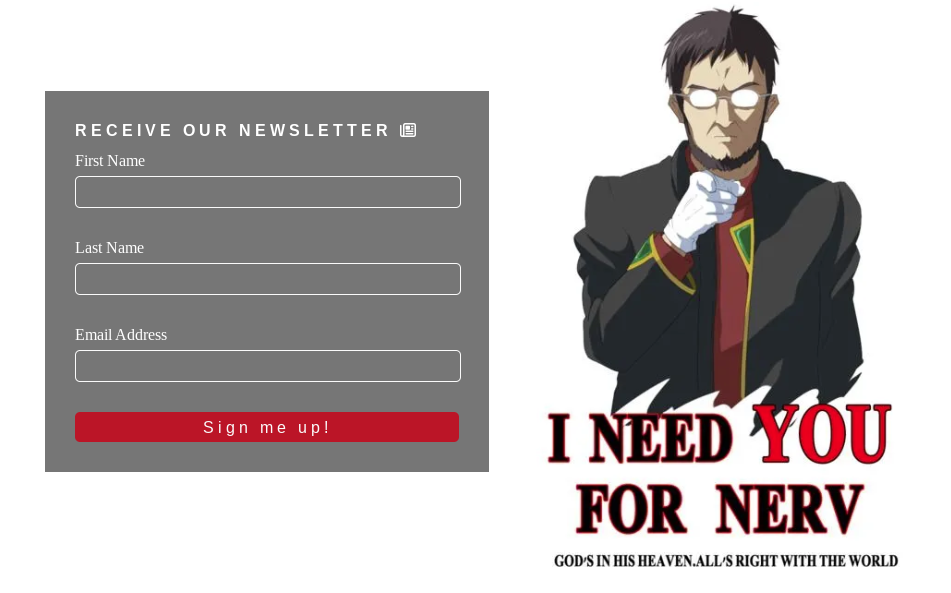 RECEIVE OUR NEWSLETTER
First Name
Last Name
Email Address
Sign me up!
I NEED YOU
FOR NERV
GOD'S IN HIS HEAVEN.ALL'S RIGHT WITH THE WORLD